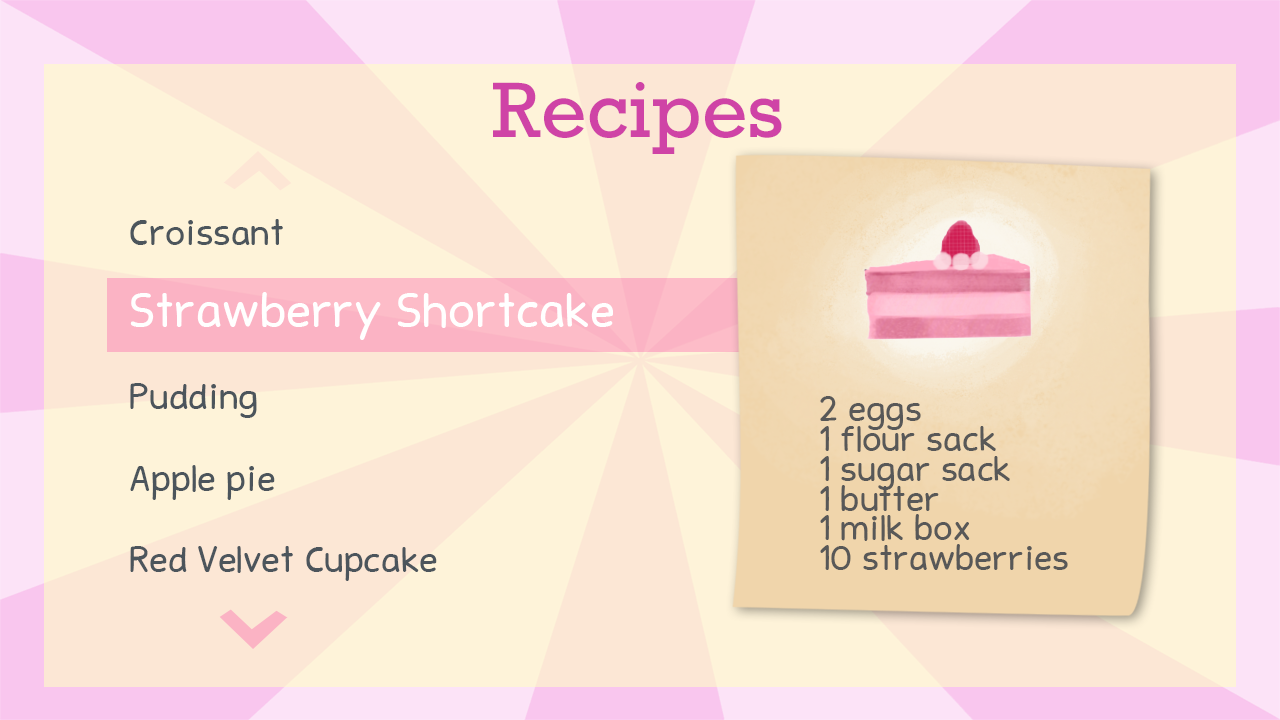 Recipes
Croissant
Strawberry Shortcake
Pudding
Apple pie
Red Velvet Cupcake
2 eggs
1 flour sack
1 sugar sack
1 butter
1 milk box
10 strawberries